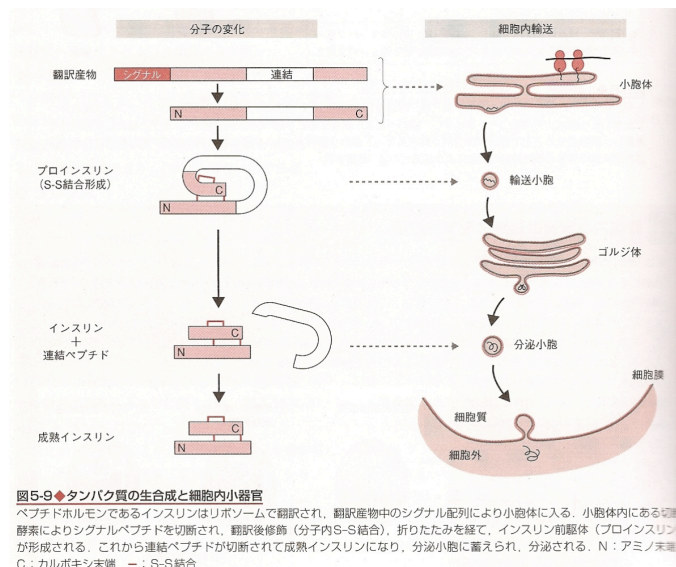 分子の変化
細胞内輸送
翻訳産物
シグナル
連結
小胞体
N
C
プロインスリン
(S-S結合形成)
C
N
輸送小胞
ゴルジ体
インスリン
+
連結ペプチド
C
N
分泌小胞
細胞膜
成熟インスリン
C
N
細胞質
細胞外
図5-9◆タンパク質の生合成と細胞内小器官
ペプチドホルモンであるインスリンはリボソームで翻訳され,翻訳産物中のシグナル配列により小胞体に入る.小胞体内にある切断
酵素によりシグナルペプチドを切断され,翻訳後修飾(分子内S-S結合),折りたたみを経て,インスリン前駆体(プロインスリン
が形成される.これから連結ペプチドが切断されて成熟インスリンになり,分泌小胞に蓄えられ,分泌される.N:アミノ末端
C:カルボキシ末端 ー:S-S結合